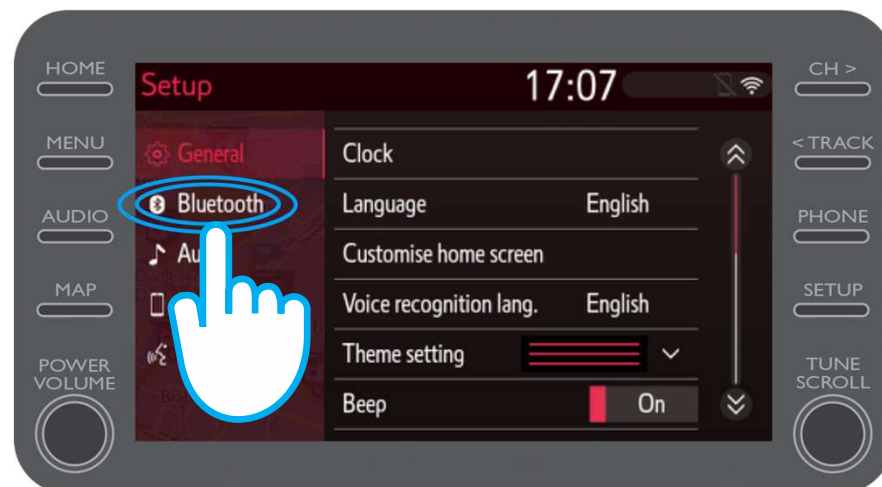 HOME
MENU
AUDIO
MAP
POWER
VOLUME
Setup
17:07
General
Bluetooth
Au
Clock
Language English
Customise home screen
Voice recognition lang. English
Theme setting
Beep On
CH >
< TRACK
PHONE
SETUP
TUNE
SCROLL